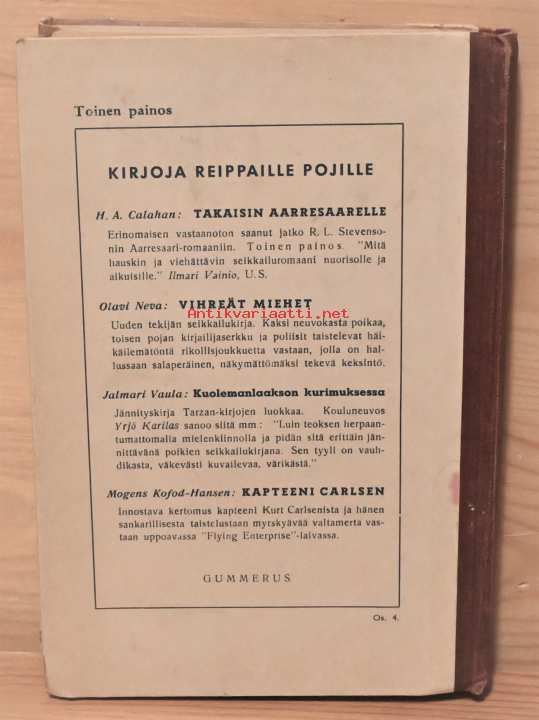 Toinen painos
KIRJOJA REIPPAILLE POJILLE
H. A. Calahan: TAKAISIN AARRESAARELLE
Erinomaisen vastaanoton saanut jatko R. L. Stevenso-
nin Aarresaari-romaaniin. Toinen painos. "Mitä
hauskin ja viehättävin seikkailuromaani nuorisolle ja
aikuisille." Ilmari Vainio, U.S.
Olavi Neva: VIHREÄT MIEHET
Antikvariaatti.net
Uuden tekijän seikkailukirja. Kaksi neuvokasta poikaa,
toisen pojan kirjailijaserkku ja poliisit taistelevat häi-
käilemätöntä rikollisjoukkuetta vastaan, jolla on hal-
lussaan salaperäinen, näkymättömäksi tekevä keksintö.
Jalmari Vaula: Kuolemanlaakson kurimuksessa
Jännityskirja Tarzan-kirjojen luokkaa. Kouluneuvos
Yrjö Karilas sanoo siitä mm: "Luin teoksen herpaan-
tumattomalla mielenkiinnolla ja pidän sitä erittäin jän-
nittävänä poikien seikkailukirjana. Sen tyyli on vauh-
dikasta, väkevästi kuvailevaa, värikästä."
Mogens Kofod-Hansen: KAPTEENI CARLSEN
Innostava kertomus kapteeni Kurt Carlsenista ja hänen
sankarillisesta taistelustaan myrskyävää valtamerta vas-
taan uppoavassa "Flying Enterprise"-laivassa.
GUMMERUS
Os. 4.